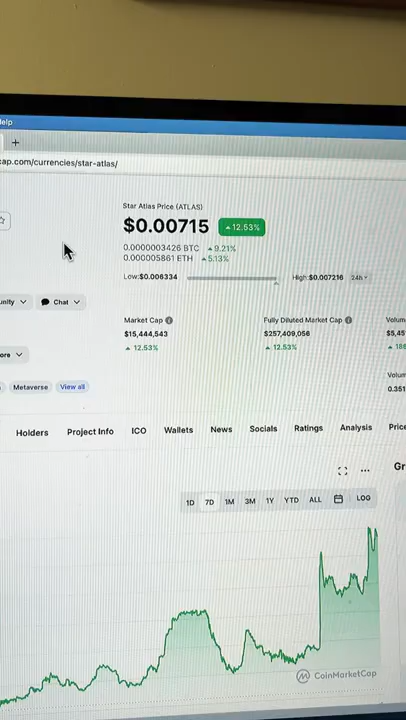 elp
+
cap.com/currencies/star-atlas/
Star Atlas Price (ATLAS)
$0.00715
12.53%
0.0000003426 BTC 9.21%
0.000005861 ETH 5.13%
Low:$0.006334
High:$0.007216 24h
unity
Chat
Market Cap
Fully Diluted Market Cap
Volum
$15,444,543
$257,409,056
$5,45
12.53%
12.53%
188
ore
Volum
0.351
Metaverse
View all
Holders Project Info ICO Wallets News Socials Ratings Analysis Price
Gr
1D 7D 1M 3M 1Y YTD ALL LOG
CoinMarketCap